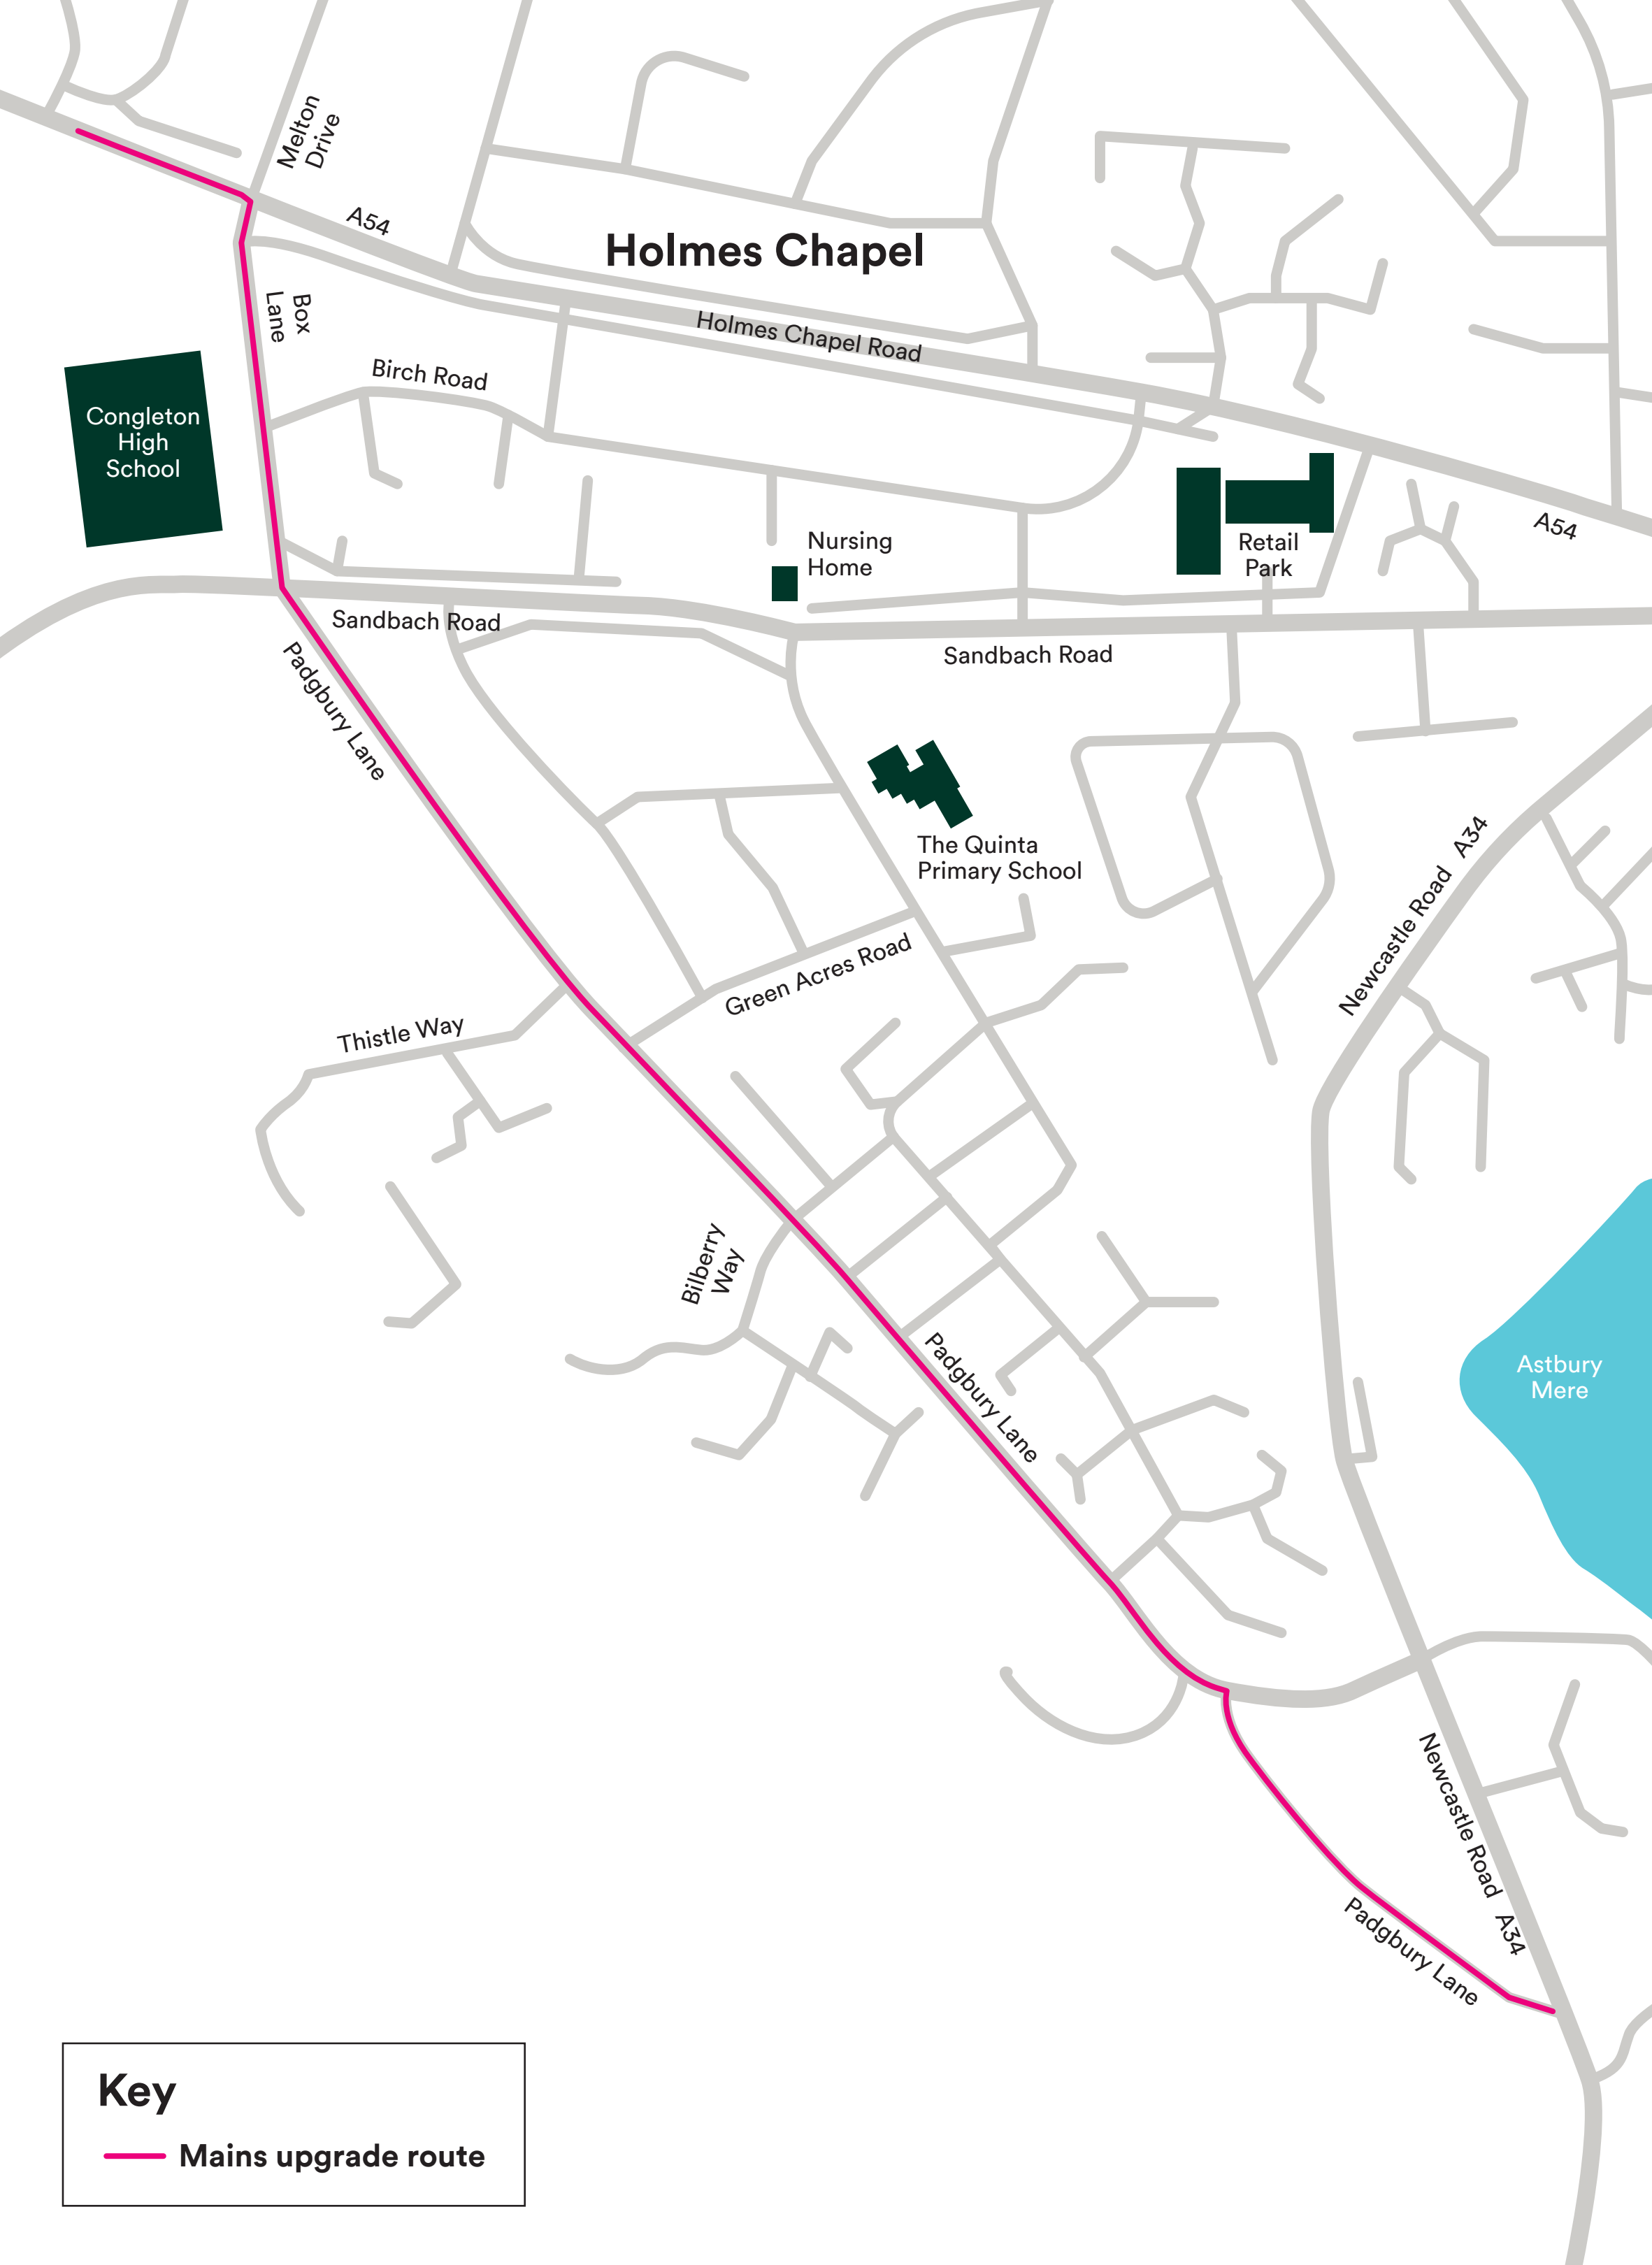 Melton
Drive
A54
Holmes Chapel
Box
Lane
Holmes Chapel Road
Birch Road
Congleton
High
School
A54
Nursing
Home
Retail
Park
Sandbach Road
Sandbach Road
Padgbury Lane
The Quinta
Primary School
Newcastle Road A34
Green Acres Road
Thistle Way
Bilberry
Way
Padgbury Lane
Astbury
Mere
Newcastle Road A34
Padgbury Lane
Key
Mains upgrade route